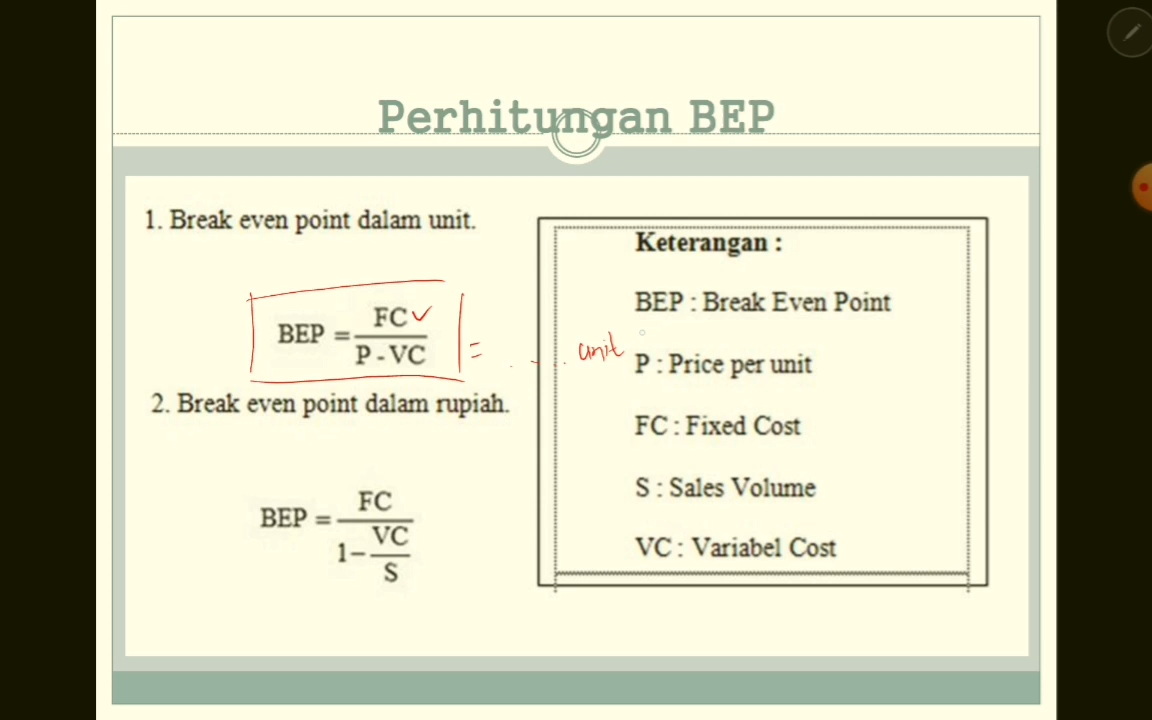 Perhitungan BEP
1. Break even point dalam unit.
BEP = FC / P - VC = ..... unit
2. Break even point dalam rupiah.
BEP = FC / 1 - VC / S
Keterangan :
BEP : Break Even Point
P : Price per unit
FC : Fixed Cost
S : Sales Volume
VC : Variabel Cost